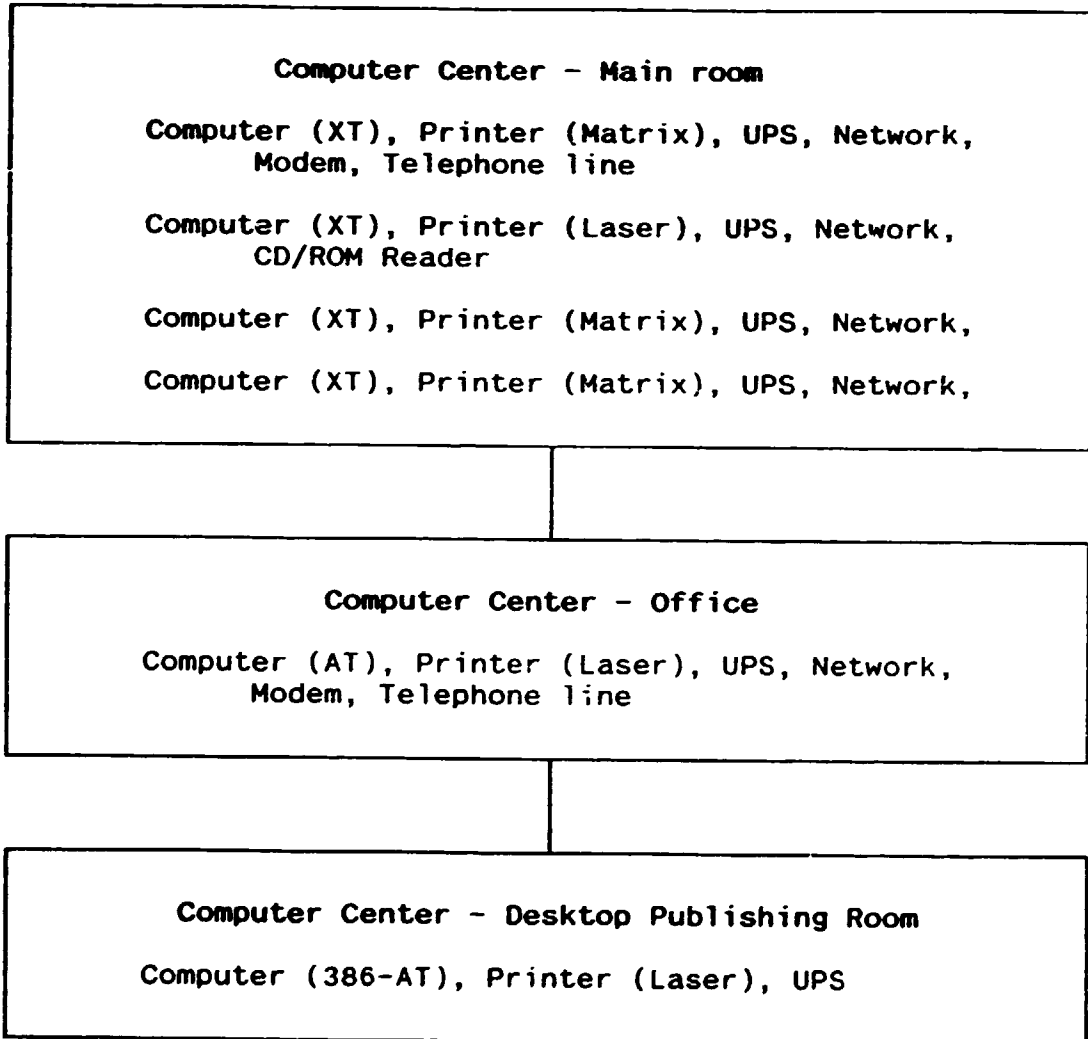 Computer Center - Main room
Computer (XT), Printer (Matrix), UPS, Network,
Modem, Telephone line
Computer (XT), Printer (Laser), UPS, Network,
CD/ROM Reader
Computer (XT), Printer (Matrix), UPS, Network,
Computer (XT), Printer (Matrix), UPS, Network,
Computer Center - Office
Computer (AT), Printer (Laser), UPS, Network,
Modem, Telephone line
Computer Center - Desktop Publishing Room
Computer (386-AT), Printer (Laser), UPS